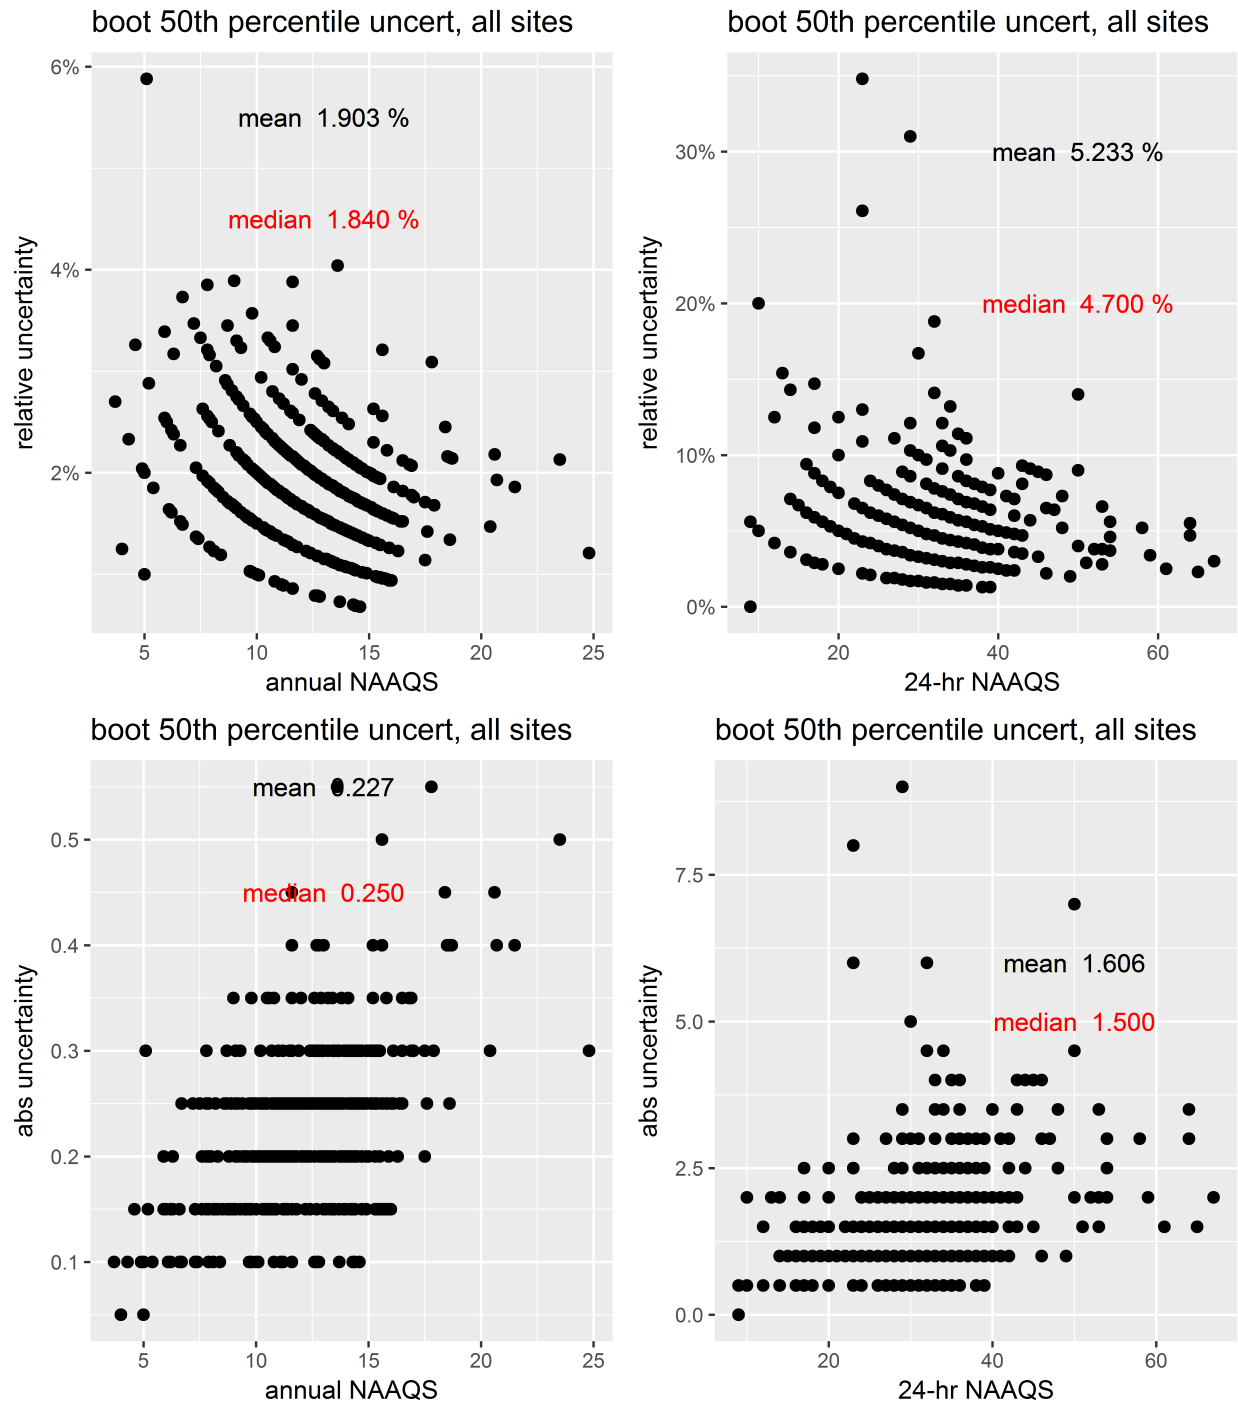 boot 50th percentile uncert, all sites
relative uncertainty
6%
4%
2%
mean 1.903 %
median 1.840 %
5 10 15 20 25
annual NAAQS
boot 50th percentile uncert, all sites
relative uncertainty
30%
20%
10%
0%
mean 5.233 %
median 4.700 %
20 40 60
24-hr NAAQS
boot 50th percentile uncert, all sites
abs uncertainty
0.5
0.4
0.3
0.2
0.1
mean 0.227
median 0.250
5 10 15 20 25
annual NAAQS
boot 50th percentile uncert, all sites
abs uncertainty
7.5
5.0
2.5
0.0
mean 1.606
median 1.500
20 40 60
24-hr NAAQS